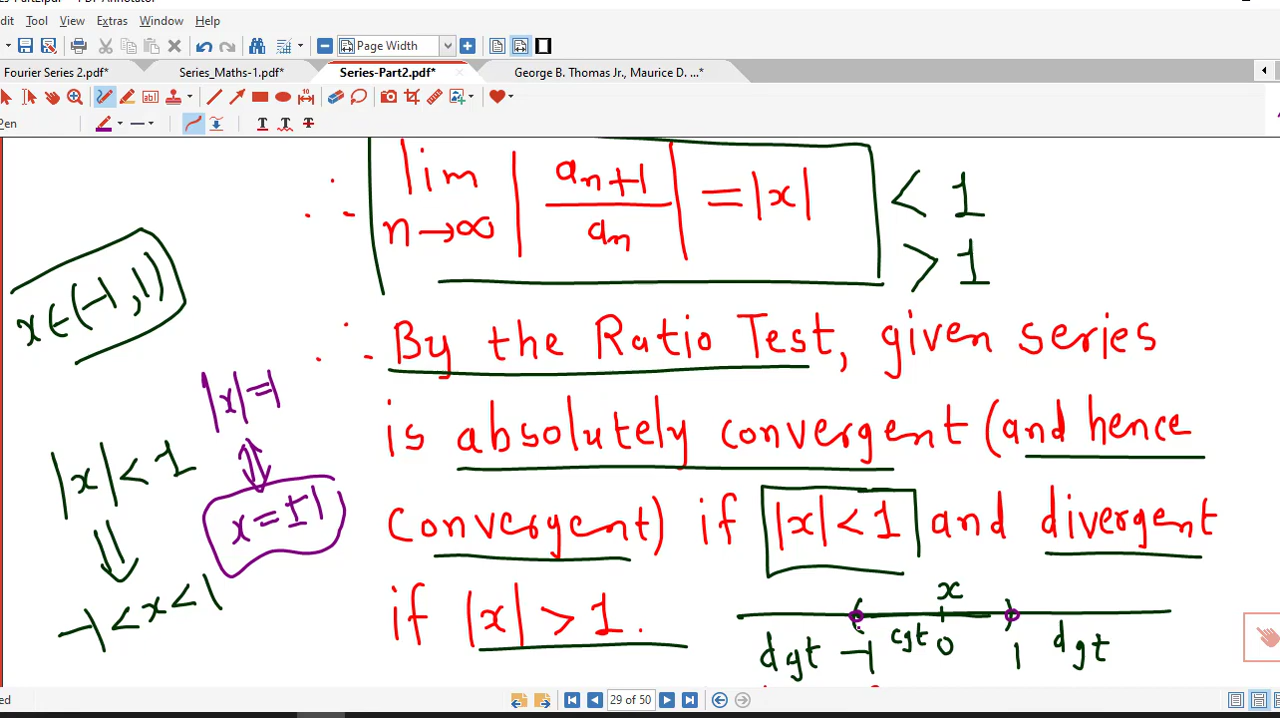 dit Tool View Extras Window Help
Page Width
Fourier Series 2.pdf* Series_Maths-1.pdf* Series-Part2.pdf* George B. Thomas Jr., Maurice D. ...*
Pen
∴ lim n→∞ | an+1 / an | = |x| < 1
> 1
x ∈ (-1, 1)
∴ By the Ratio Test, given series
|x| = 1
is absolutely convergent (and hence
|x| < 1
x = ±1
convergent) if |x| < 1 and divergent
-1 < x < 1
if |x| > 1.
x
dgt -1 cgt 0 1 dgt
29 of 50